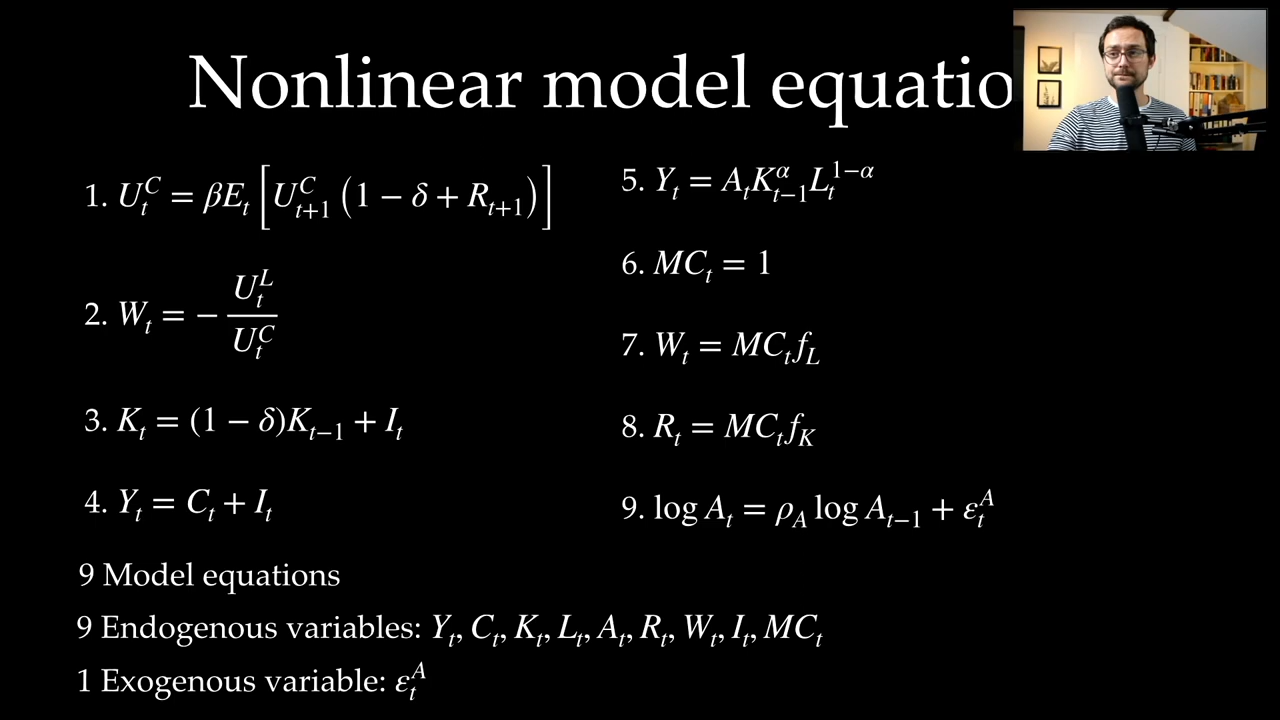 Nonlinear model equatio
1. U_t^C = βE_t [U_{t+1}^C (1 − δ + R_{t+1})]
2. W_t = − U_t^L / U_t^C
3. K_t = (1 − δ)K_{t−1} + I_t
4. Y_t = C_t + I_t
5. Y_t = A_t K_{t−1}^α L_t^{1−α}
6. MC_t = 1
7. W_t = MC_t f_L
8. R_t = MC_t f_K
9. log A_t = ρ_A log A_{t−1} + ε_t^A
9 Model equations
9 Endogenous variables: Y_t, C_t, K_t, L_t, A_t, R_t, W_t, I_t, MC_t
1 Exogenous variable: ε_t^A